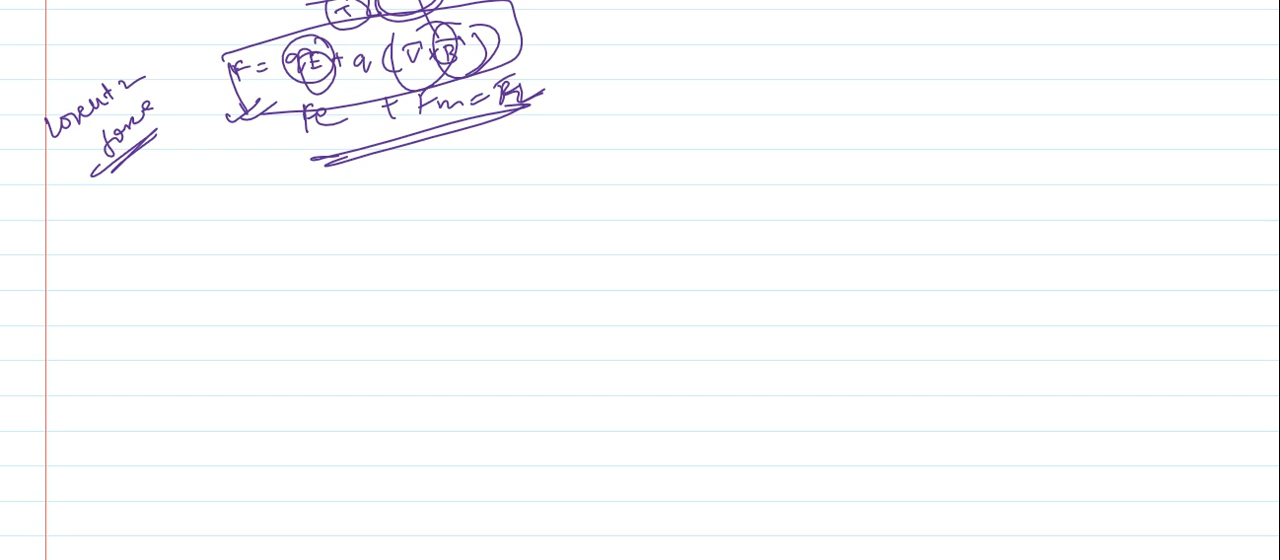 F = qE + q (V × B)
Fe + Fm = FL
Lorentz
force